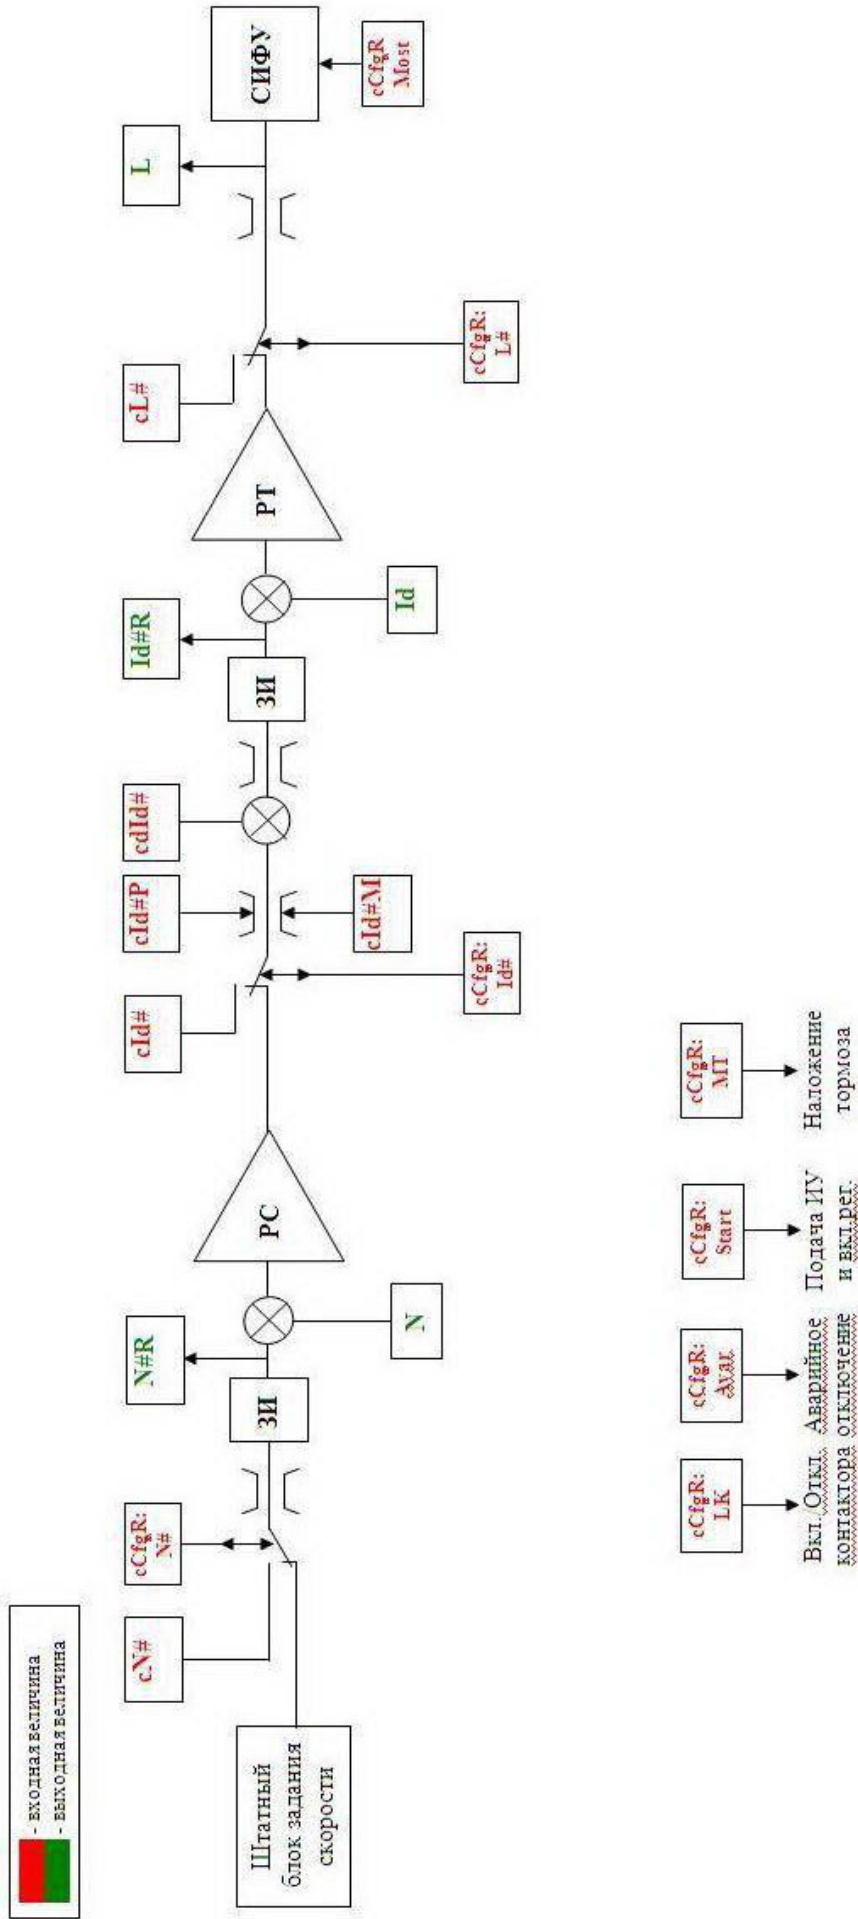 - входная величина
- выходная величина
Штатный
блок задания
скорости
cN#
cCfgR:
N#
ЗИ
N#R
N
РС
cId#
cCfgR:
Id#
cId#P
cId#M
cdId#
ЗИ
Id#R
Id
РТ
cL#
cCfgR:
L#
L
СИФУ
cCfgR
Most
cCfgR:
LK
Вкл./Откл.
контактора
cCfgR:
Avar.
Аварийное
отключение
cCfgR:
Start
Подача ИУ
и вкл.рег.
cCfgR:
МТ
Наложение
тормоза